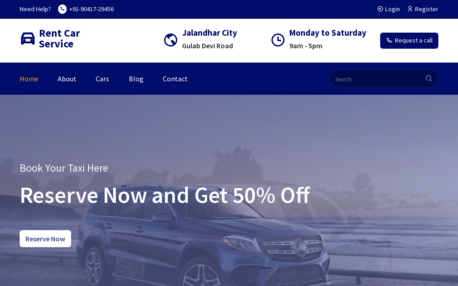 Need Help? +91-90417-29456 Login Register
Rent Car Service
Jalandhar City
Gulab Devi Road
Monday to Saturday
9am - 5pm
Request a call
Home About Cars Blog Contact Search
Book Your Taxi Here
Reserve Now and Get 50% Off
Reserve Now